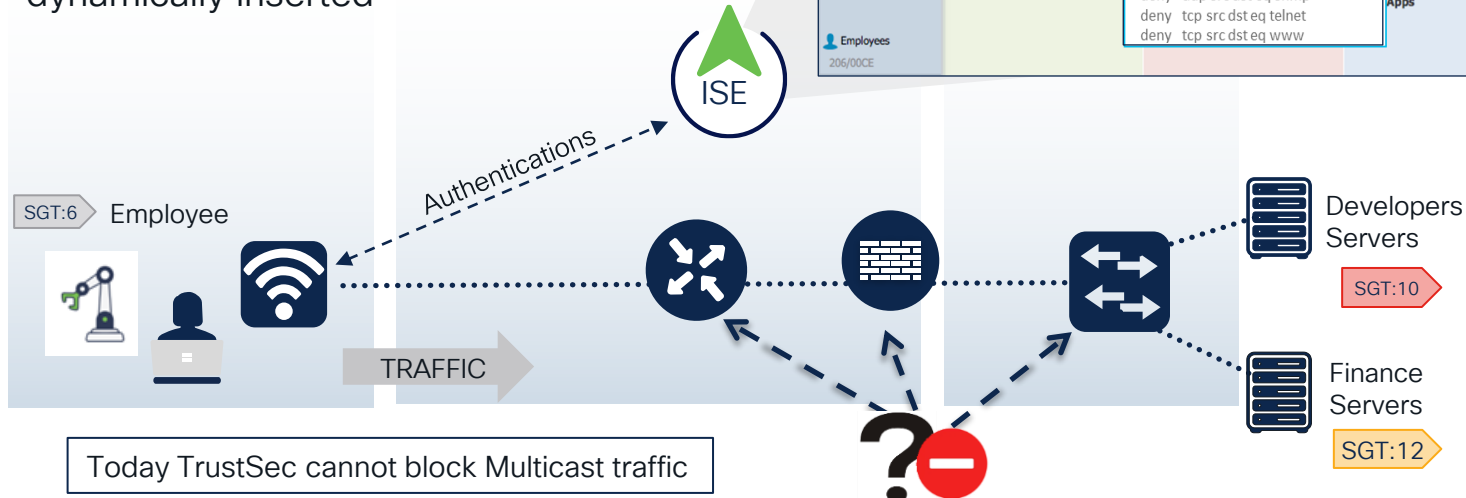 dynamically inserted
deny tcp src dst eq telnet
deny tcp src dst eq www
Apps
Employees
206/00CE
ISE
Authentications
SGT:6
Employee
TRAFFIC
Developers
Servers
SGT:10
Finance
Servers
SGT:12
Today TrustSec cannot block Multicast traffic
?